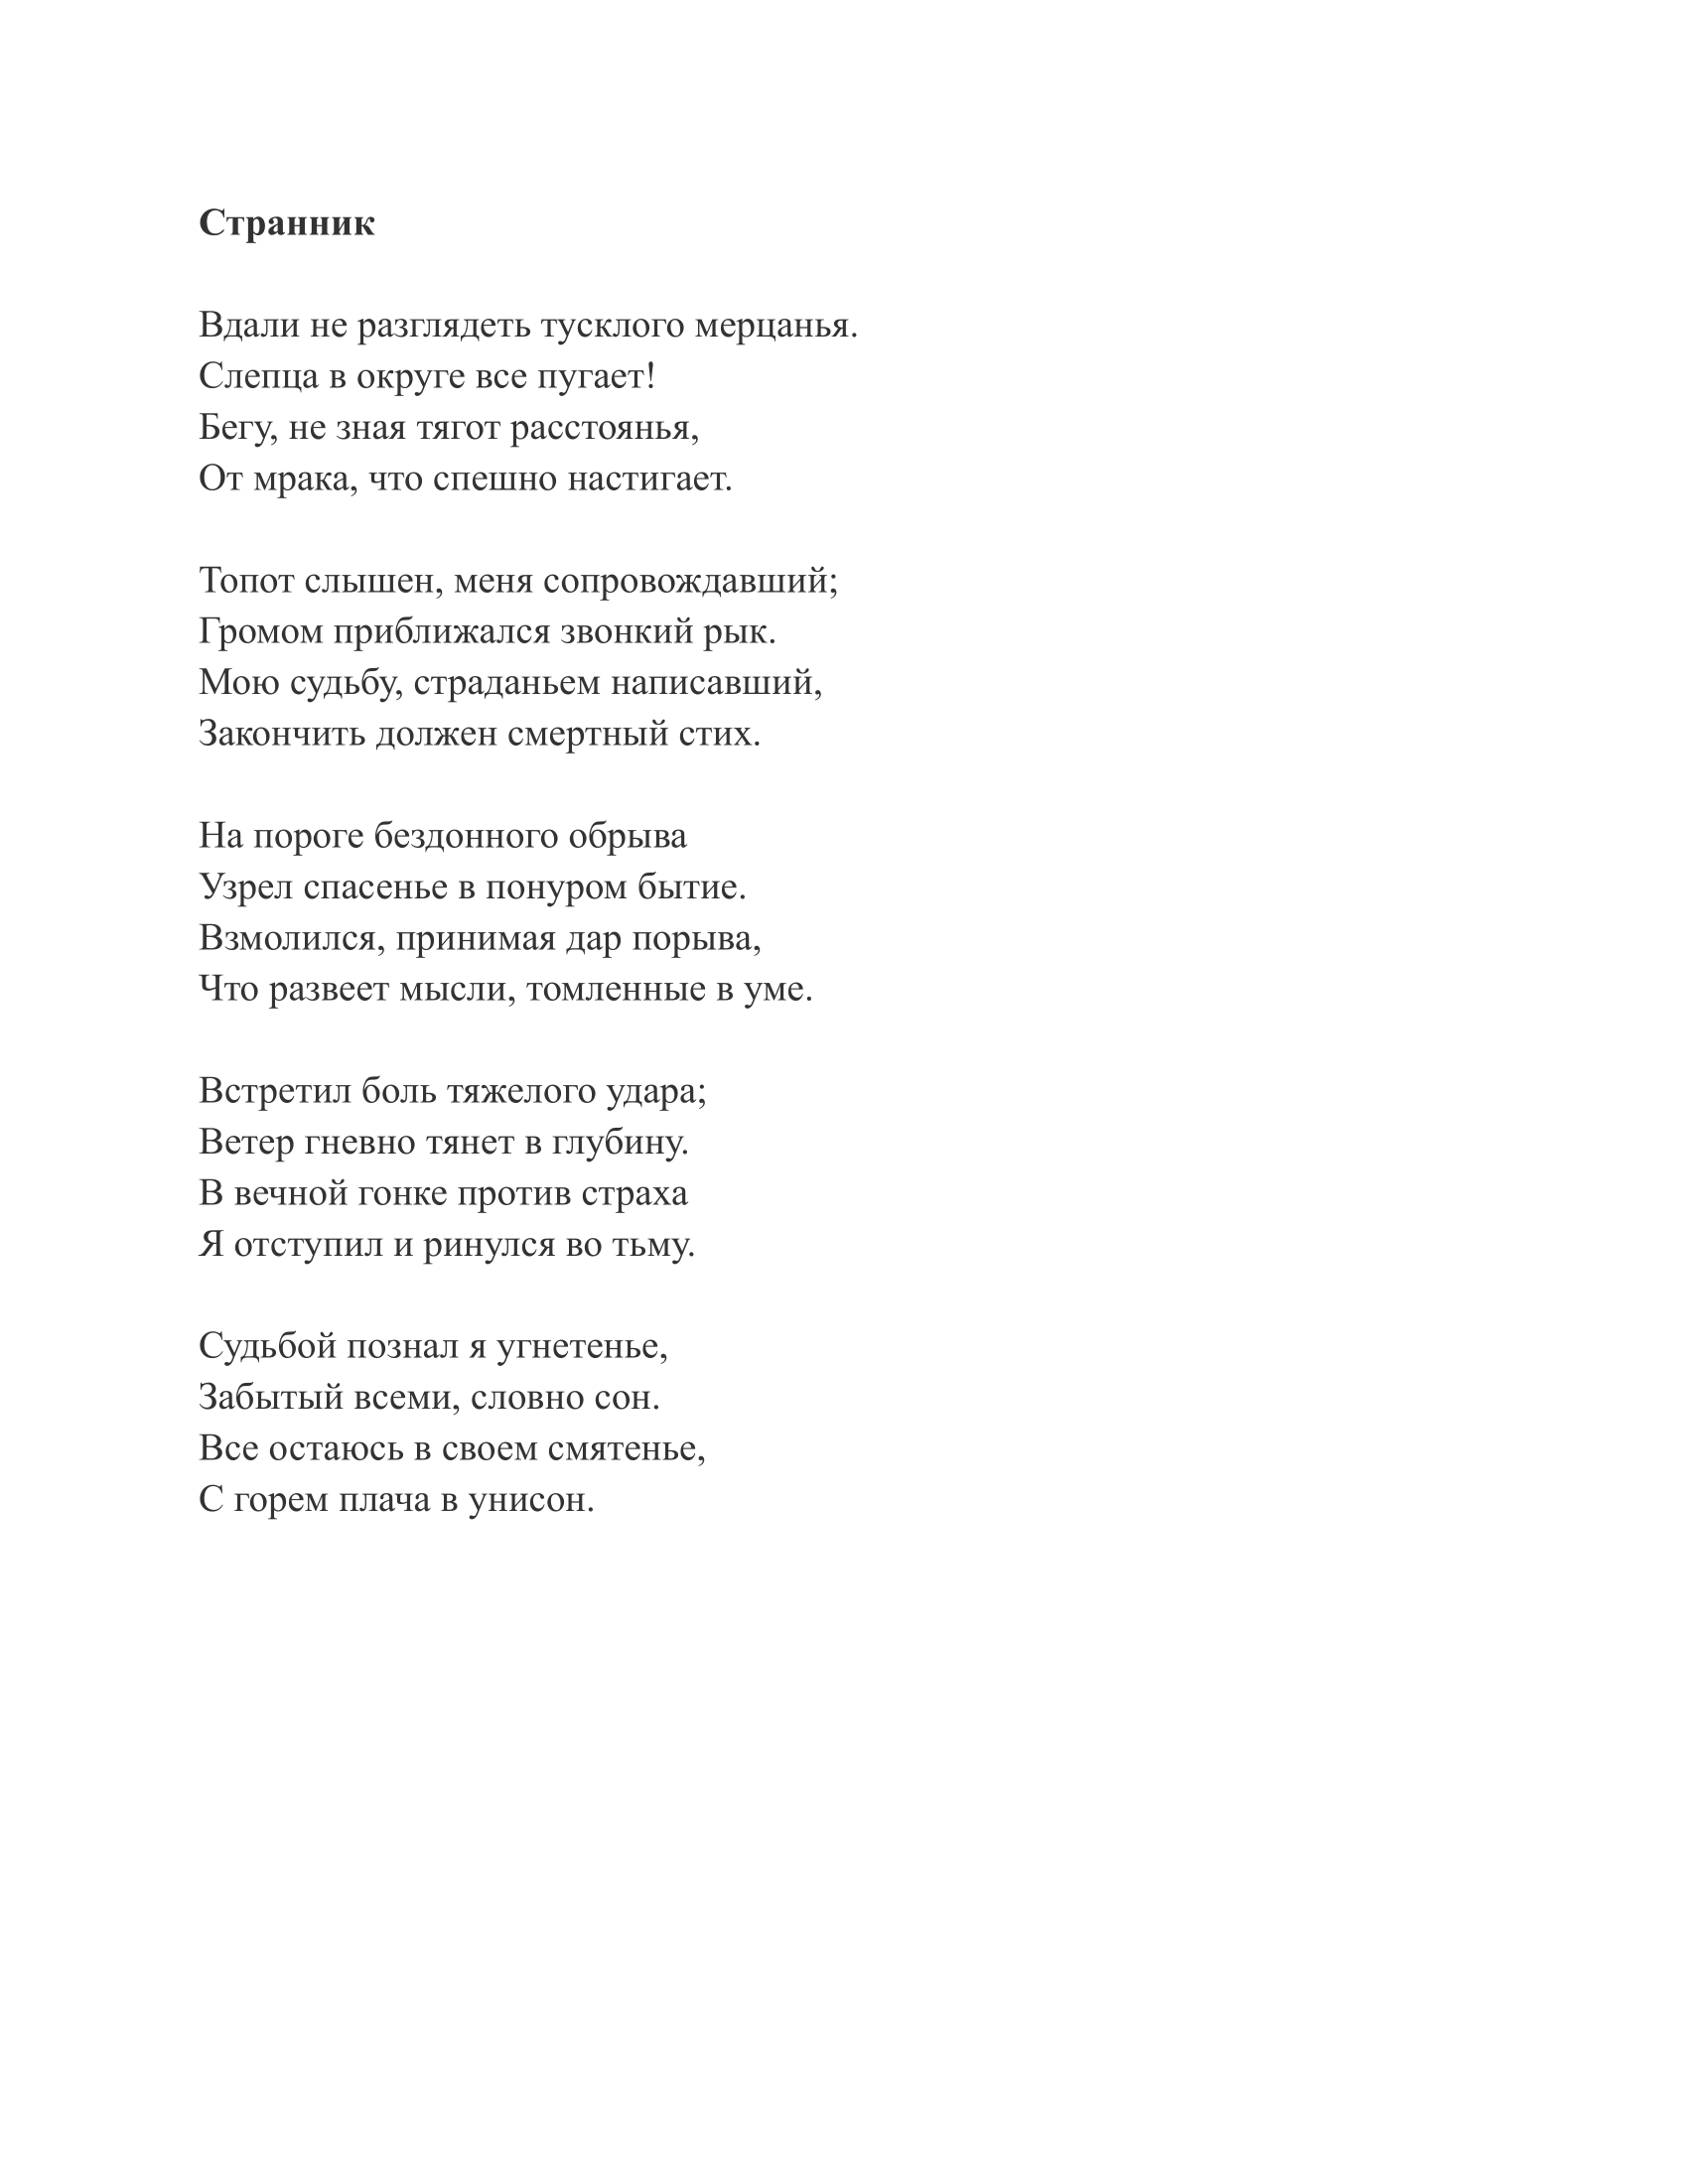 Странник
Вдали не разглядеть тусклого мерцанья.
Слепца в округе все пугает!
Бегу, не зная тягот расстоянья,
От мрака, что спешно настигает.
Топот слышен, меня сопровождавший;
Громом приближался звонкий рык.
Мою судьбу, страданьем написавший,
Закончить должен смертный стих.
На пороге бездонного обрыва
Узрел спасенье в понуром бытие.
Взмолился, принимая дар порыва,
Что развеет мысли, томленные в уме.
Встретил боль тяжелого удара;
Ветер гневно тянет в глубину.
В вечной гонке против страха
Я отступил и ринулся во тьму.
Судьбой познал я угнетенье,
Забытый всеми, словно сон.
Все остаюсь в своем смятенье,
С горем плача в унисон.